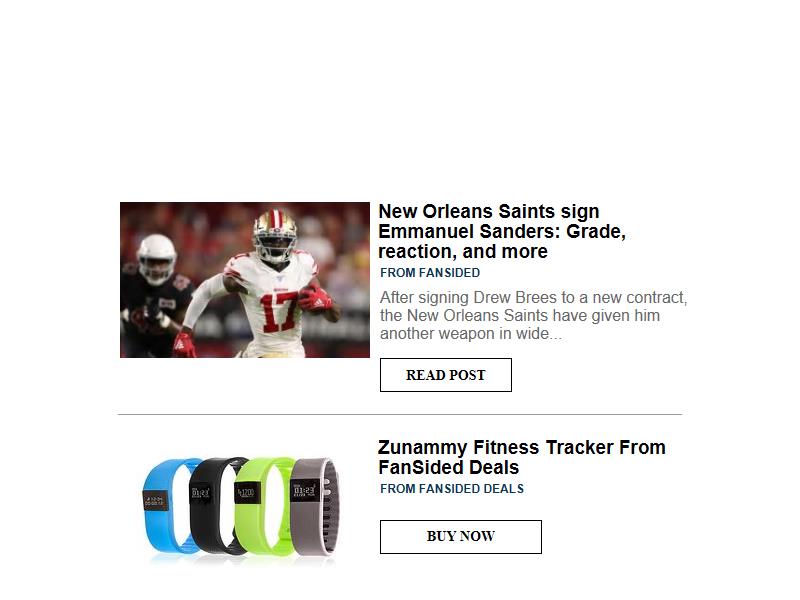 New Orleans Saints sign
Emmanuel Sanders: Grade,
reaction, and more
FROM FANSIDED
After signing Drew Brees to a new contract,
the New Orleans Saints have given him
another weapon in wide...
READ POST
17
Zunammy Fitness Tracker From
FanSided Deals
FROM FANSIDED DEALS
BUY NOW